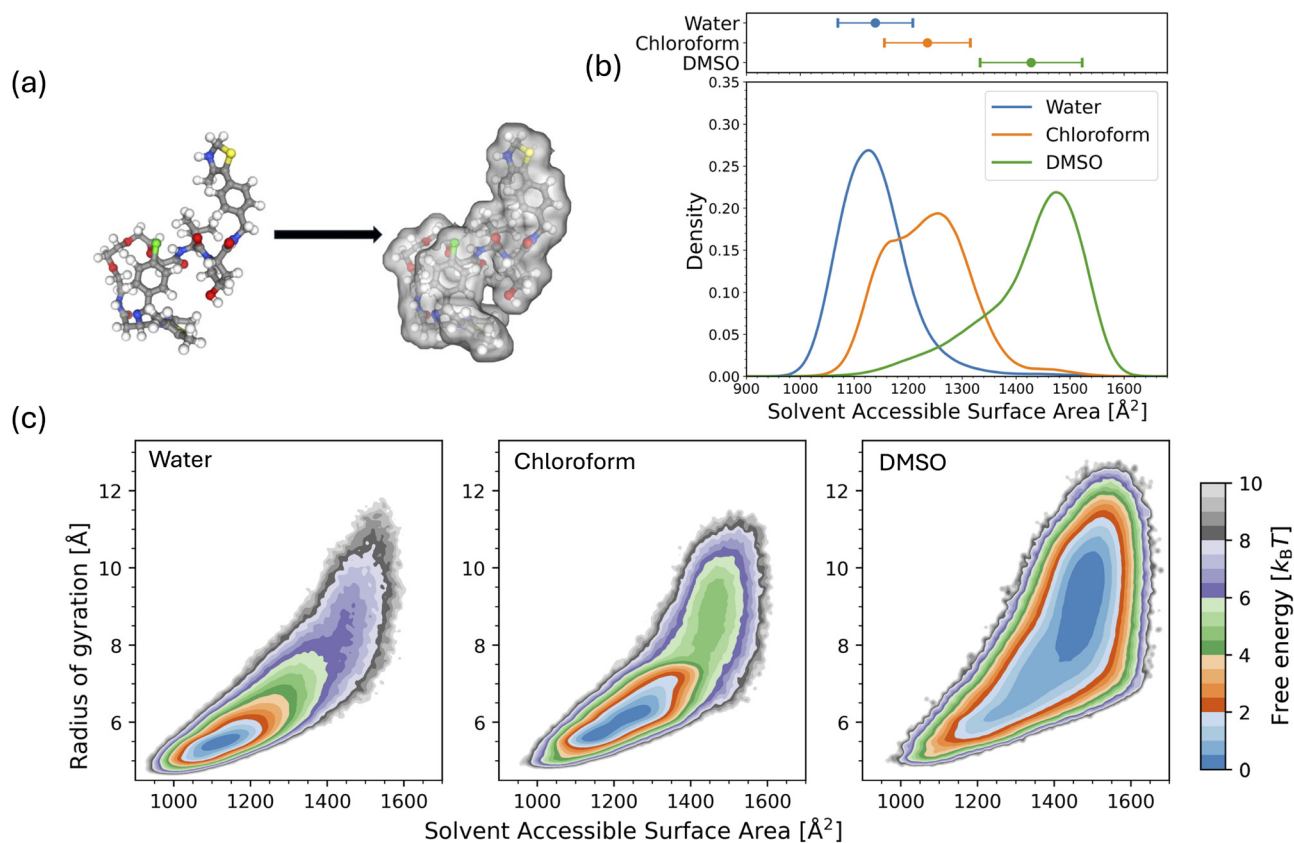 (a)
(b)
Water
Chloroform
DMSO
Density
0.35
0.30
0.25
0.20
0.15
0.10
0.05
0.00
Water
Chloroform
DMSO
900 1000 1100 1200 1300 1400 1500 1600
Solvent Accessible Surface Area [Å²]
(c)
Radius of gyration [Å]
12
10
8
6
Water
1000 1200 1400 1600
12
10
8
6
Chloroform
1000 1200 1400 1600
12
10
8
6
DMSO
1000 1200 1400 1600
Solvent Accessible Surface Area [Å²]
10
8
6
4
2
0
Free energy [k_BT]